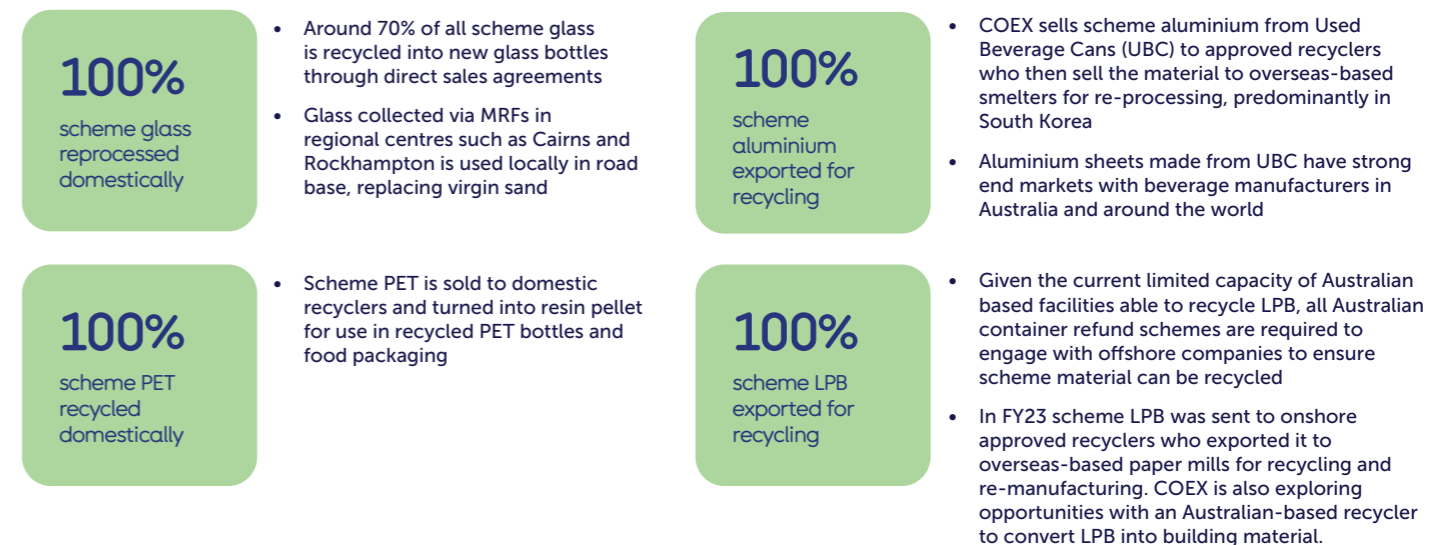 100%
scheme glass
reprocessed
domestically
• Around 70% of all scheme glass
is recycled into new glass bottles
through direct sales agreements
• Glass collected via MRFs in
regional centres such as Cairns and
Rockhampton is used locally in road
base, replacing virgin sand
100%
scheme
aluminium
exported for
recycling
• COEX sells scheme aluminium from Used
Beverage Cans (UBC) to approved recyclers
who then sell the material to overseas-based
smelters for re-processing, predominantly in
South Korea
• Aluminium sheets made from UBC have strong
end markets with beverage manufacturers in
Australia and around the world
100%
scheme PET
recycled
domestically
• Scheme PET is sold to domestic
recyclers and turned into resin pellet
for use in recycled PET bottles and
food packaging
100%
scheme LPB
exported for
recycling
• Given the current limited capacity of Australian
based facilities able to recycle LPB, all Australian
container refund schemes are required to
engage with offshore companies to ensure
scheme material can be recycled
• In FY23 scheme LPB was sent to onshore
approved recyclers who exported it to
overseas-based paper mills for recycling and
re-manufacturing. COEX is also exploring
opportunities with an Australian-based recycler
to convert LPB into building material.